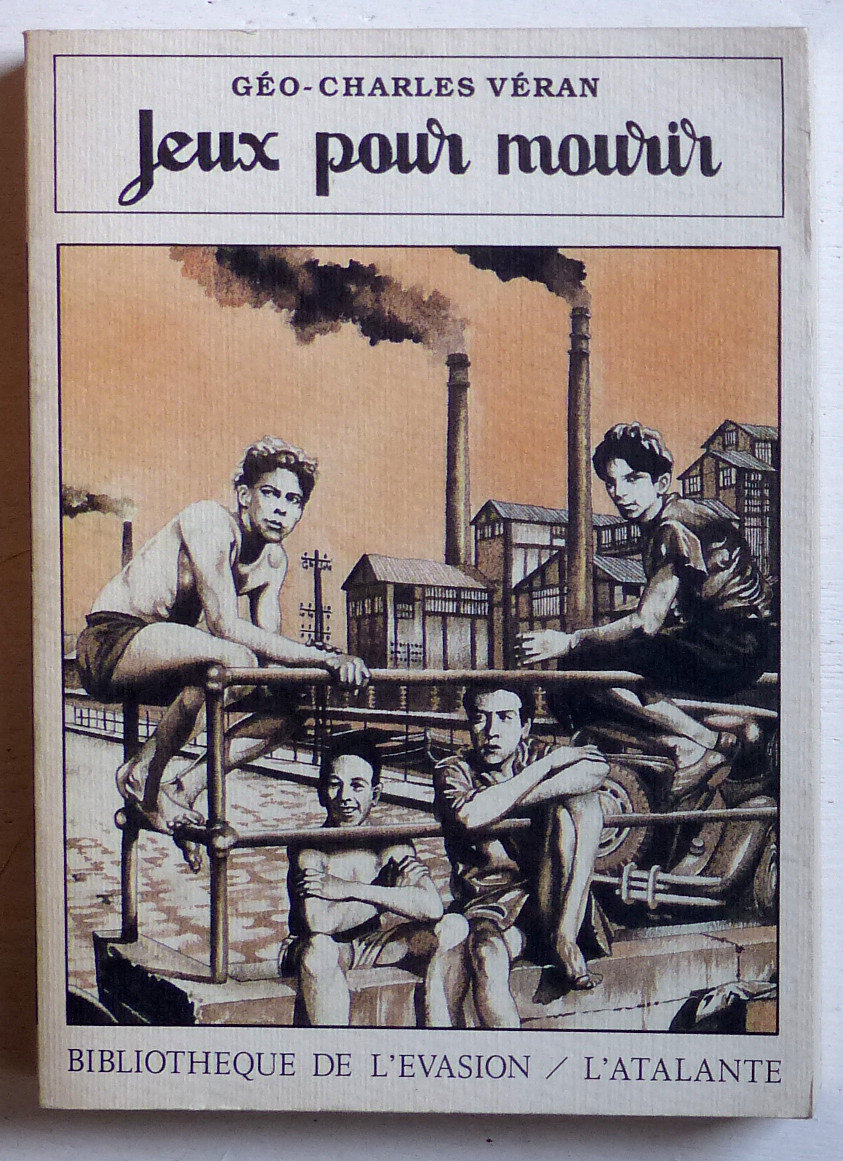 GÉO-CHARLES VÉRAN
Jeux pour mourir
BIBLIOTHEQUE DE L'EVASION / L'ATALANTE